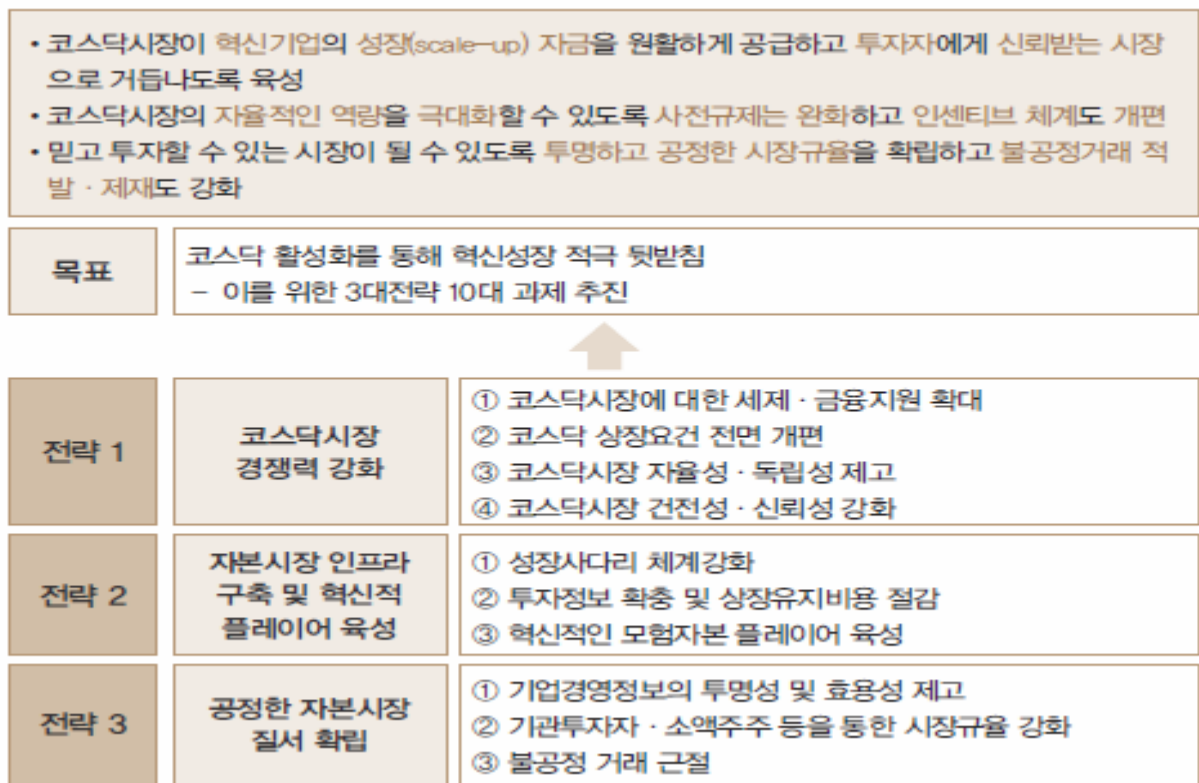 • 코스닥시장이 혁신기업의 성장(scale-up) 자금을 원활하게 공급하고 투자자에게 신뢰받는 시장
으로 거듭나도록 육성
• 코스닥시장의 자율적인 역량을 극대화할 수 있도록 사전규제는 완화하고 인센티브 체계도 개편
• 믿고 투자할 수 있는 시장이 될 수 있도록 투명하고 공정한 시장규율을 확립하고 불공정거래 적
발 · 제재도 강화
목표
코스닥 활성화를 통해 혁신성장 적극 뒷받침
- 이를 위한 3대전략 10대 과제 추진
전략 1
코스닥시장
경쟁력 강화
① 코스닥시장에 대한 세제 · 금융지원 확대
② 코스닥 상장요건 전면 개편
③ 코스닥시장 자율성 · 독립성 제고
④ 코스닥시장 건전성 · 신뢰성 강화
전략 2
자본시장 인프라
구축 및 혁신적
플레이어 육성
① 성장사다리 체계강화
② 투자정보 확충 및 상장유지비용 절감
③ 혁신적인 모험자본 플레이어 육성
전략 3
공정한 자본시장
질서 확립
① 기업경영정보의 투명성 및 효용성 제고
② 기관투자자 · 소액주주 등을 통한 시장규율 강화
③ 불공정 거래 근절